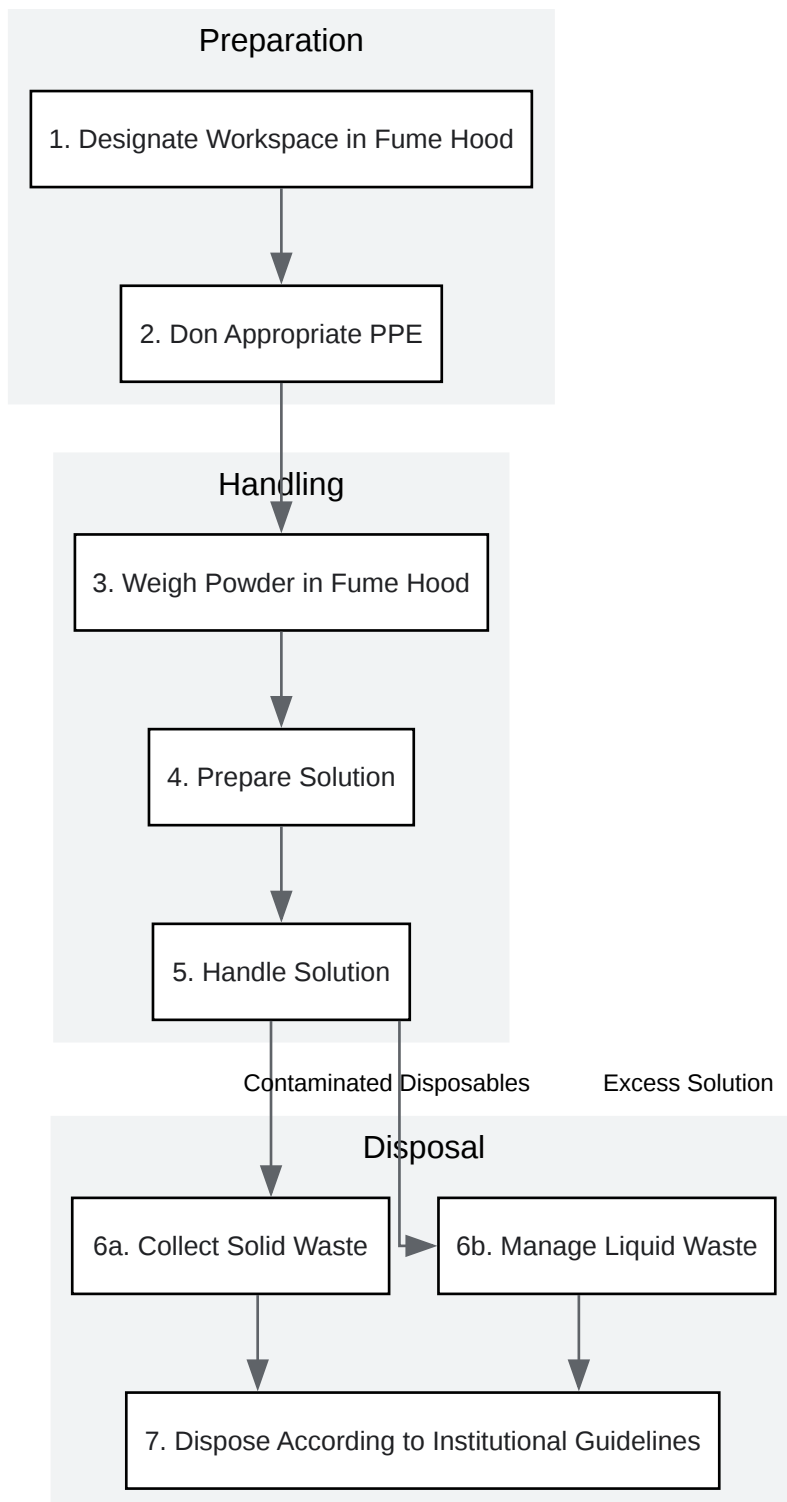 Preparation
1. Designate Workspace in Fume Hood
2. Don Appropriate PPE
Handling
3. Weigh Powder in Fume Hood
4. Prepare Solution
5. Handle Solution
Contaminated Disposables
Excess Solution
Disposal
6a. Collect Solid Waste
6b. Manage Liquid Waste
7. Dispose According to Institutional Guidelines